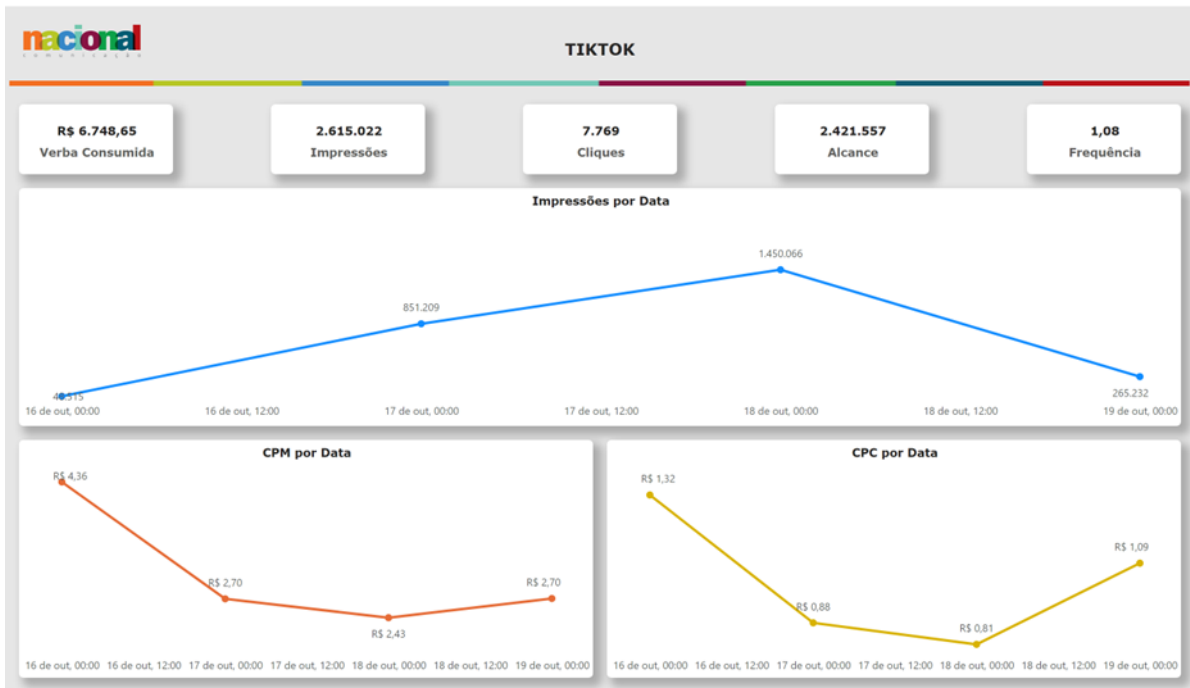 nacional
COMUNICAÇÃO
TIKTOK
R$ 6.748,65
Verba Consumida
2.615.022
Impressões
7.769
Cliques
2.421.557
Alcance
1,08
Frequência
Impressões por Data
1.450.066
851.209
265.232
16 de out, 00:00 16 de out, 12:00 17 de out, 00:00 17 de out, 12:00 18 de out, 00:00 18 de out, 12:00 19 de out, 00:00
CPM por Data
R$ 4,36
R$ 2,70
R$ 2,43
R$ 2,70
16 de out, 00:00 16 de out, 12:00 17 de out, 00:00 17 de out, 12:00 18 de out, 00:00 18 de out, 12:00 19 de out, 00:00
CPC por Data
R$ 1,32
R$ 0,88
R$ 0,81
R$ 1,09
16 de out, 00:00 16 de out, 12:00 17 de out, 00:00 17 de out, 12:00 18 de out, 00:00 18 de out, 12:00 19 de out, 00:00